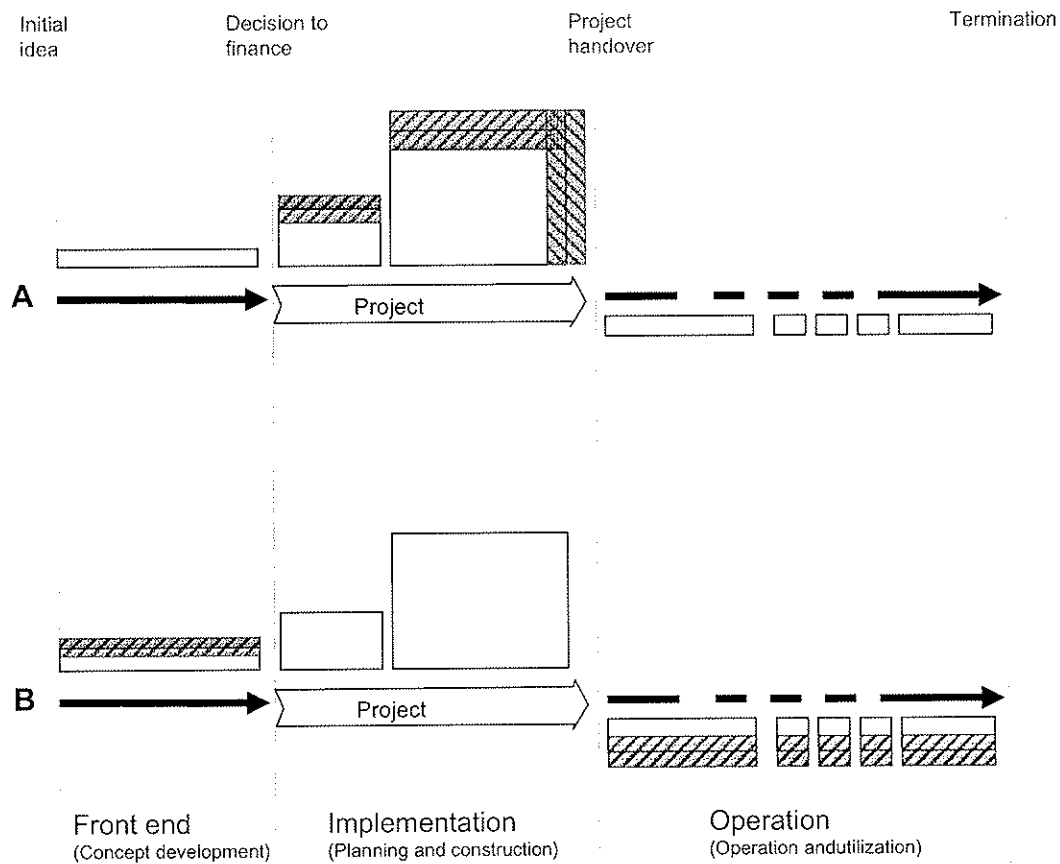 Initial
idea
Decision to
finance
Project
handover
Termination
A
Project
B
Project
Front end
(Concept development)
Implementation
(Planning and construction)
Operation
(Operation andutilization)